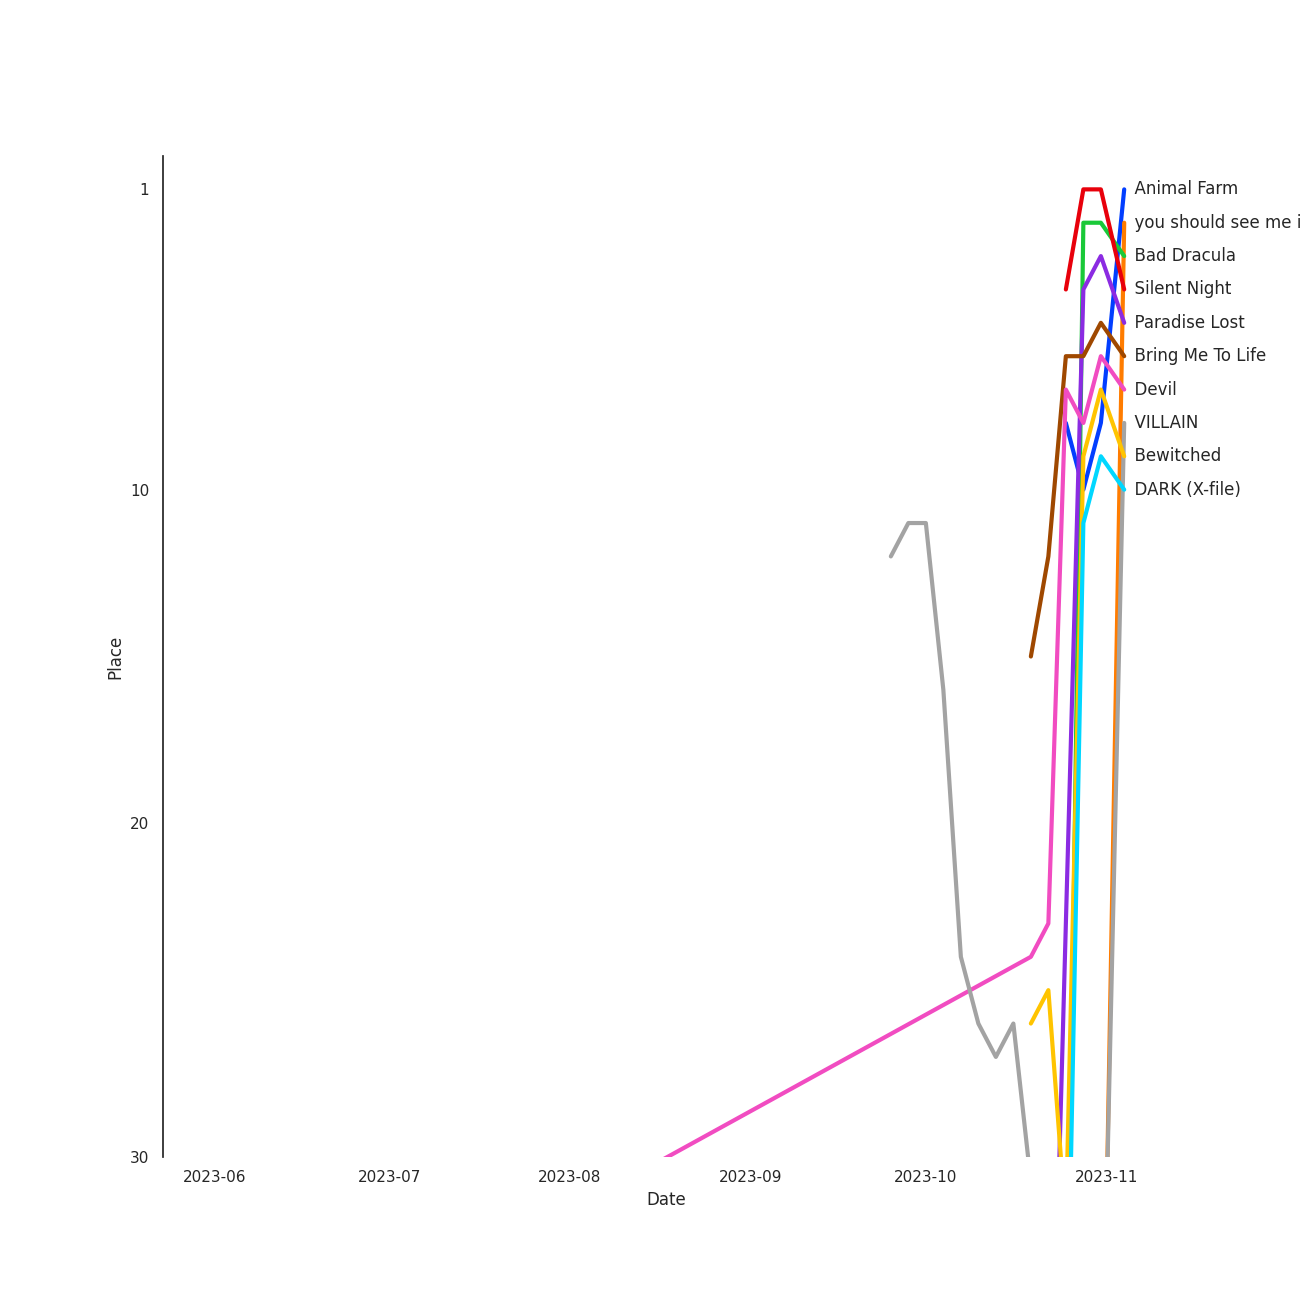 1
10
20
30
Place
2023-06
2023-07
2023-08
2023-09
2023-10
2023-11
Date
Animal Farm
you should see me i
Bad Dracula
Silent Night
Paradise Lost
Bring Me To Life
Devil
VILLAIN
Bewitched
DARK (X-file)